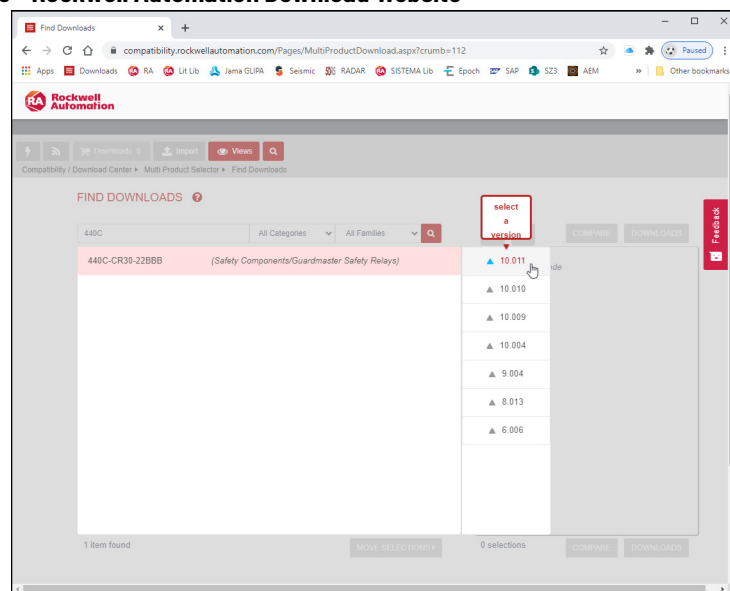 Rockwell Automation Download Website
Find Downloads
compatibility.rockwellautomation.com/Pages/MultiProductDownload.aspx?crumb=112
Paused
Apps Downloads RA Lit Lib Jama GLIPA Seismic RADAR SISTEMA Lib Epoch SAP SZ3 AEM » Other bookmarks
RA Rockwell
Automation
Downloads 0 Import Views
Compatibility / Download Center Multi Product Selector Find Downloads
FIND DOWNLOADS ?
select
a
version
440C All Categories All Families COMPARE DOWNLOADS
Feedback
440C-CR30-22BBB (Safety Components/Guardmaster Safety Relays) 10.011
10.010
10.009
10.004
9.004
8.013
6.006
1 item found MOVE SELECTIONS 0 selections COMPARE DOWNLOADS